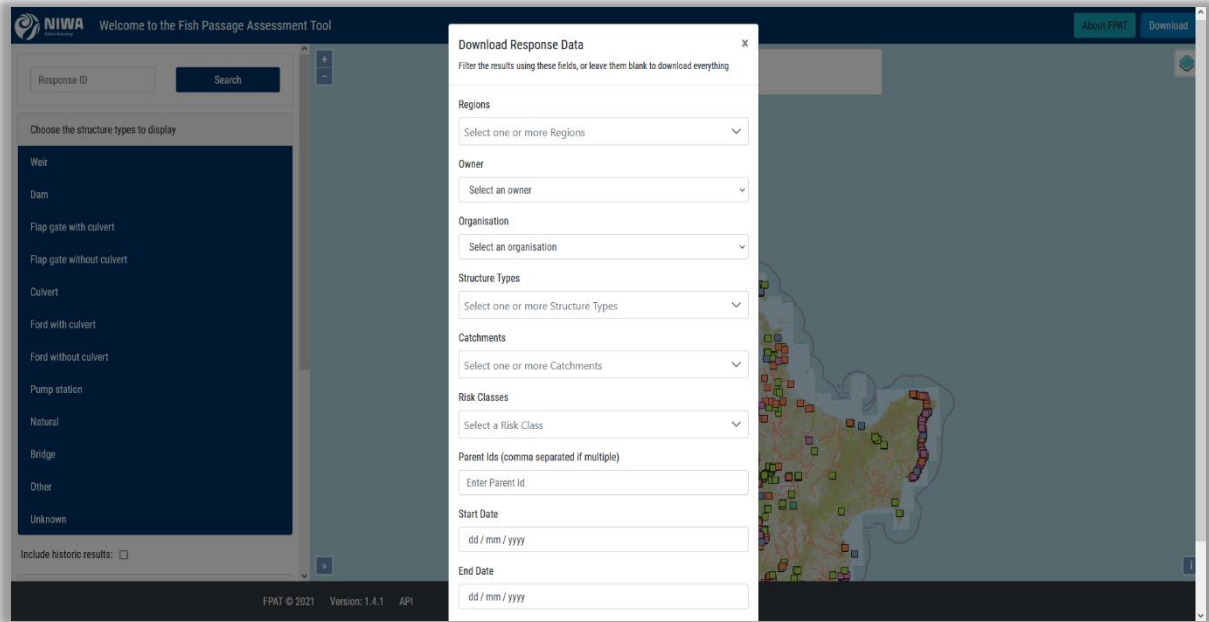 NIWA
Welcome to the Fish Passage Assessment Tool
About FPAT
Download
Response ID
Search
Choose the structure types to display
Weir
Dam
Flap gate with culvert
Flap gate without culvert
Culvert
Ford with culvert
Ford without culvert
Pump station
Natural
Bridge
Other
Unknown
Include historic results:
Download Response Data
x
Filter the results using these fields, or leave them blank to download everything
Regions
Select one or more Regions
Owner
Select an owner
Organisation
Select an organisation
Structure Types
Select one or more Structure Types
Catchments
Select one or more Catchments
Risk Classes
Select a Risk Class
Parent Ids (comma separated if multiple)
Enter Parent Id
Start Date
dd / mm / yyyy
End Date
dd / mm / yyyy
+
-
»
i
FPAT © 2021 Version: 1.4.1 API